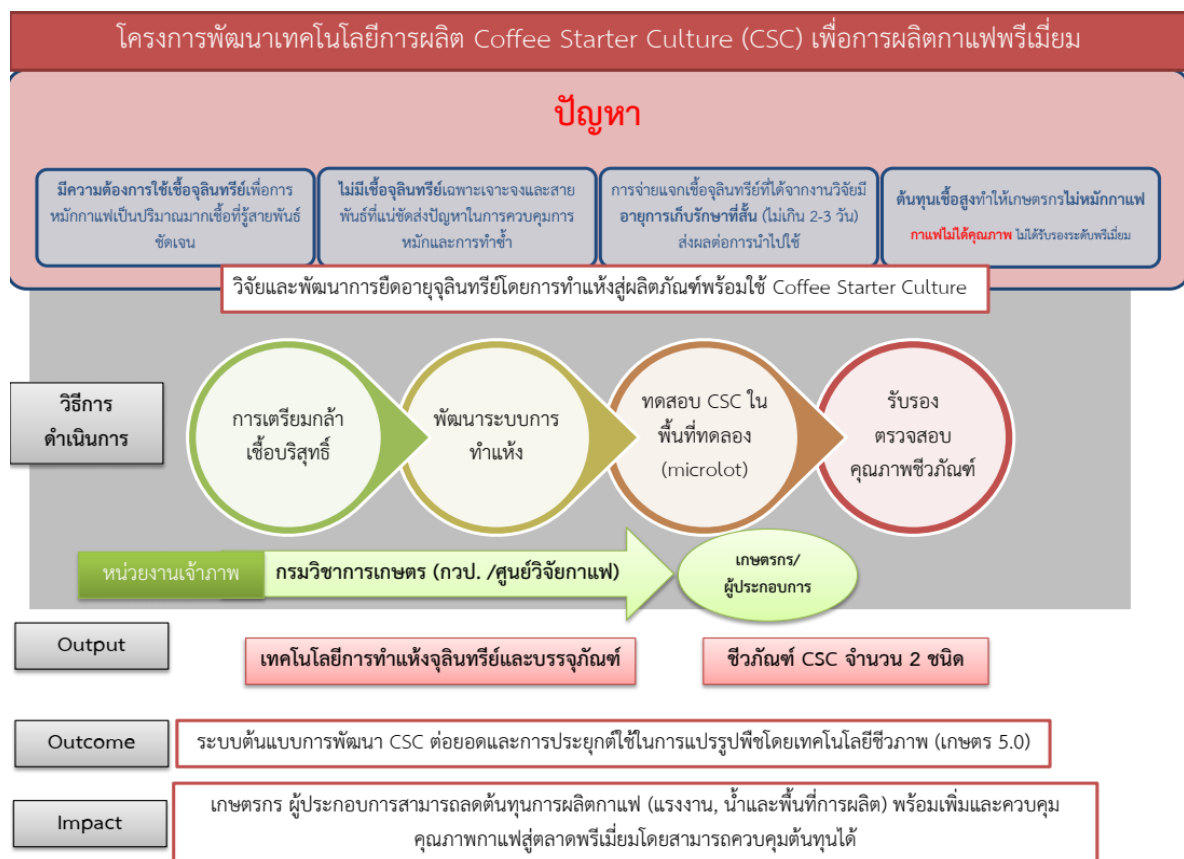 โครงการพัฒนาเทคโนโลยีการผลิต Coffee Starter Culture (CSC) เพื่อการผลิตกาแฟพรีเมี่ยม
ปัญหา
มีความต้องการใช้เชื้อจุลินทรีย์เพื่อการ
หมักกาแฟเป็นปริมาณมากเชื้อที่รู้สายพันธ์
ชัดเจน
ไม่มีเชื้อจุลินทรีย์เฉพาะเจาะจงและสาย
พันธ์ที่แน่ชัดส่งปัญหาในการควบคุมการ
หมักและการทำซ้ำ
การจ่ายแจกเชื้อจุลินทรีย์ที่ได้จากงานวิจัยมี
อายุการเก็บรักษาที่สั้น (ไม่เกิน 2-3 วัน)
ส่งผลต่อการนำไปใช้
ต้นทุนเชื้อสูงทำให้เกษตรกรไม่หมักกาแฟ
กาแฟไม่ได้คุณภาพ ไม่ได้รับรองระดับพรีเมี่ยม
วิจัยและพัฒนาการยืดอายุจุลินทรีย์โดยการทำแห้งสู่ผลิตภัณฑ์พร้อมใช้ Coffee Starter Culture
วิธีการ
ดำเนินการ
การเตรียมกล้า
เชื้อบริสุทธิ์
พัฒนาระบบการ
ทำแห้ง
ทดสอบ CSC ใน
พื้นที่ทดลอง
(microlot)
รับรอง
ตรวจสอบ
คุณภาพชีวภัณฑ์
หน่วยงานเจ้าภาพ
กรมวิชาการเกษตร (กวป. /ศูนย์วิจัยกาแฟ)
เกษตรกร/
ผู้ประกอบการ
Output
เทคโนโลยีการทำแห้งจุลินทรีย์และบรรจุภัณฑ์
ชีวภัณฑ์ CSC จำนวน 2 ชนิด
Outcome
ระบบต้นแบบการพัฒนา CSC ต่อยอดและการประยุกต์ใช้ในการแปรรูปพืชโดยเทคโนโลยีชีวภาพ (เกษตร 5.0)
Impact
เกษตรกร ผู้ประกอบการสามารถลดต้นทุนการผลิตกาแฟ (แรงงาน, น้ำและพื้นที่การผลิต) พร้อมเพิ่มและควบคุม
คุณภาพกาแฟสู่ตลาดพรีเมี่ยมโดยสามารถควบคุมต้นทุนได้